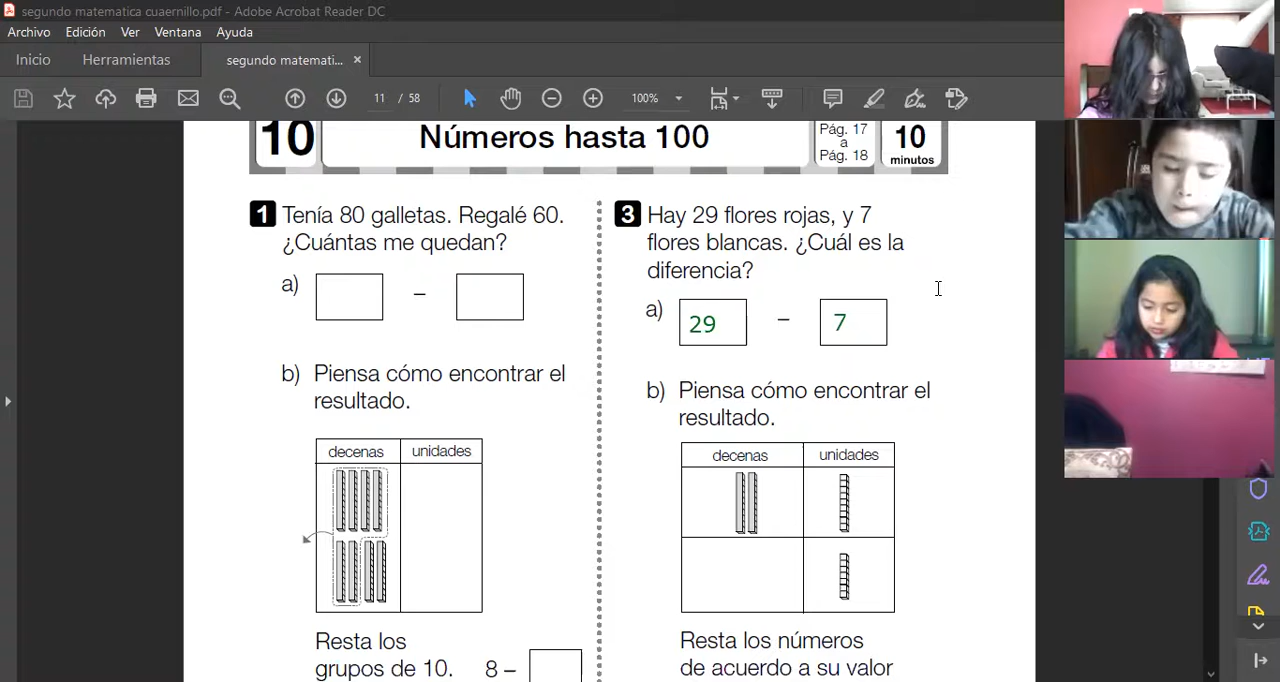 segundo matematica cuaernillo.pdf - Adobe Acrobat Reader DC
Archivo Edición Ver Ventana Ayuda
Inicio Herramientas segundo matemati... ×
11 / 58 100%
10 Números hasta 100 Pág. 17 a Pág. 18 10 minutos
1 Tenía 80 galletas. Regalé 60.
¿Cuántas me quedan?
a) –
b) Piensa cómo encontrar el
resultado.
decenas unidades
Resta los
grupos de 10. 8 –
3 Hay 29 flores rojas, y 7
flores blancas. ¿Cuál es la
diferencia?
a) 29 – 7
b) Piensa cómo encontrar el
resultado.
decenas unidades
Resta los números
de acuerdo a su valor